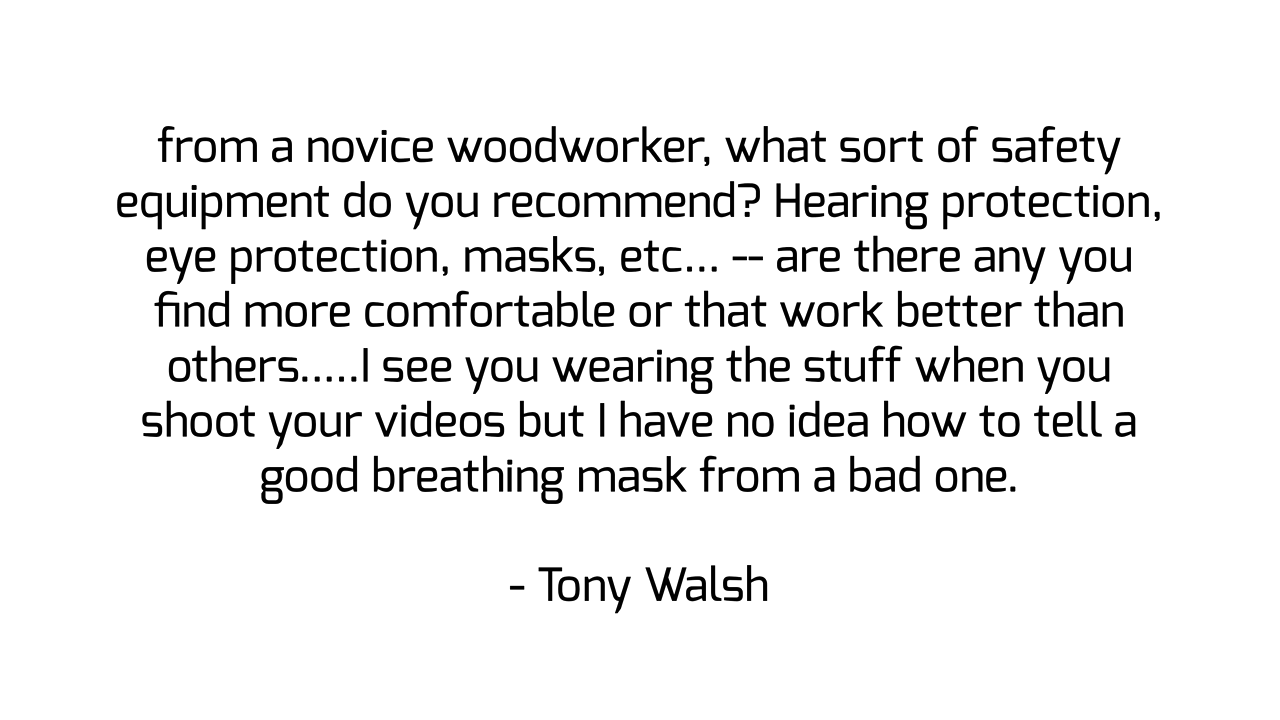 from a novice woodworker, what sort of safety
equipment do you recommend? Hearing protection,
eye protection, masks, etc... -- are there any you
find more comfortable or that work better than
others.....I see you wearing the stuff when you
shoot your videos but I have no idea how to tell a
good breathing mask from a bad one.
- Tony Walsh